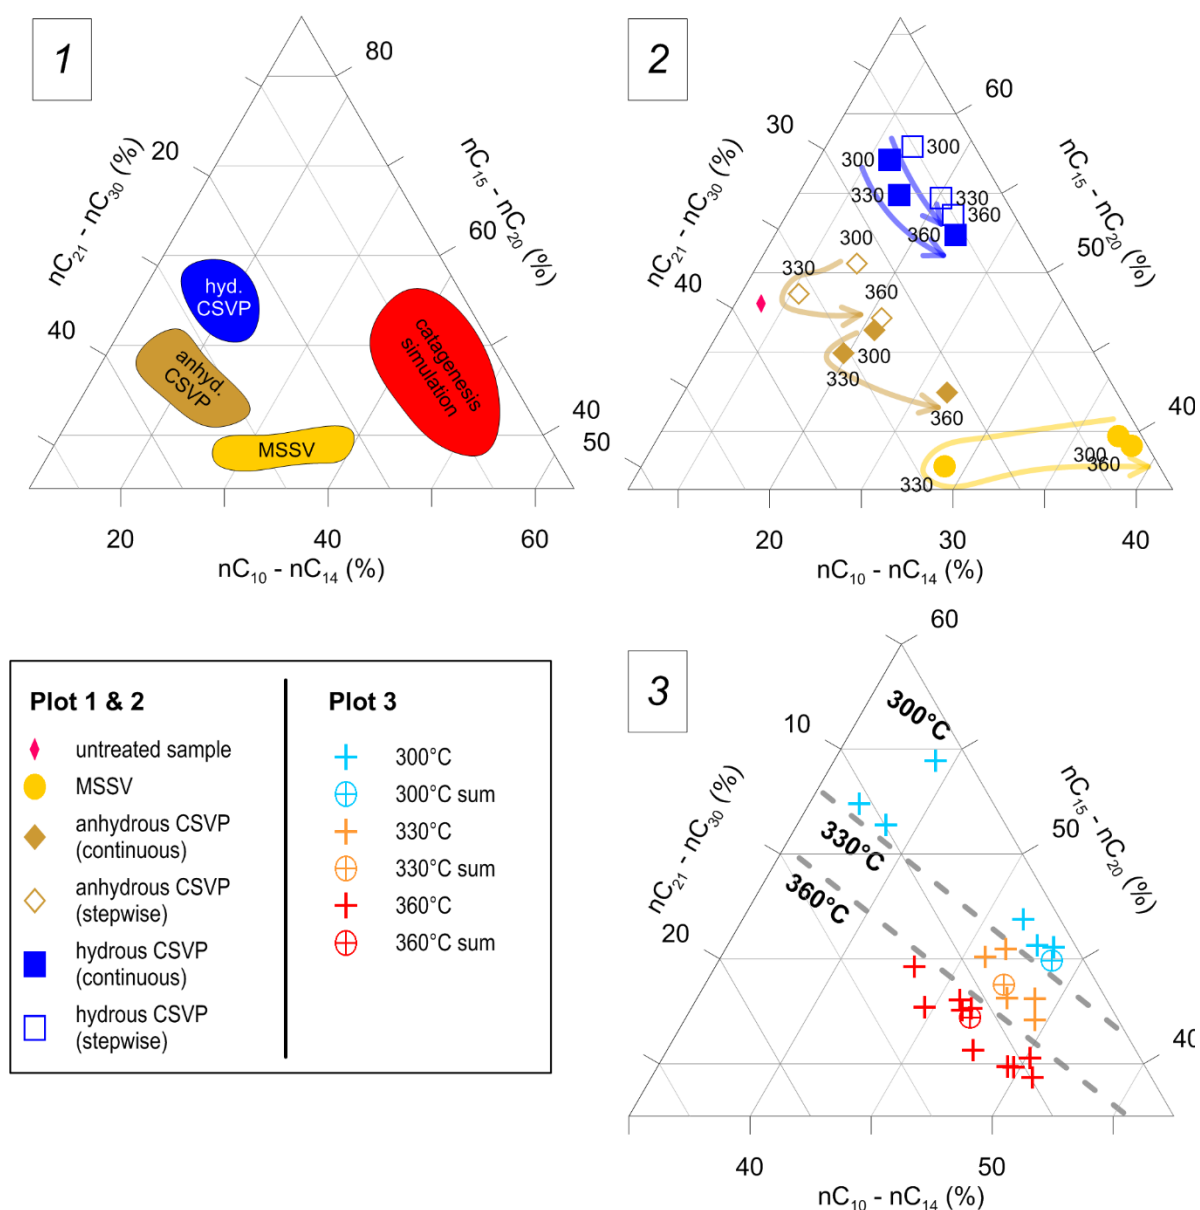 1
80
20
nC21 - nC30 (%)
nC15 - nC20 (%)
60
hyd.
CSVP
40
anhyd.
CSVP
catagenesis
simulation
MSSV
40
50
20
40
60
nC10 - nC14 (%)
2
60
30
nC21 - nC30 (%)
nC15 - nC20 (%)
300
300
330
330
360
360
50
300
330
40
360
300
330
360
40
300
360
330
20
30
40
nC10 - nC14 (%)
Plot 1 & 2
untreated sample
MSSV
anhydrous CSVP
(continuous)
anhydrous CSVP
(stepwise)
hydrous CSVP
(continuous)
hydrous CSVP
(stepwise)
Plot 3
300°C
300°C sum
330°C
330°C sum
360°C
360°C sum
3
60
300°C
10
nC21 - nC30 (%)
nC15 - nC20 (%)
330°C
50
360°C
20
40
40
50
nC10 - nC14 (%)